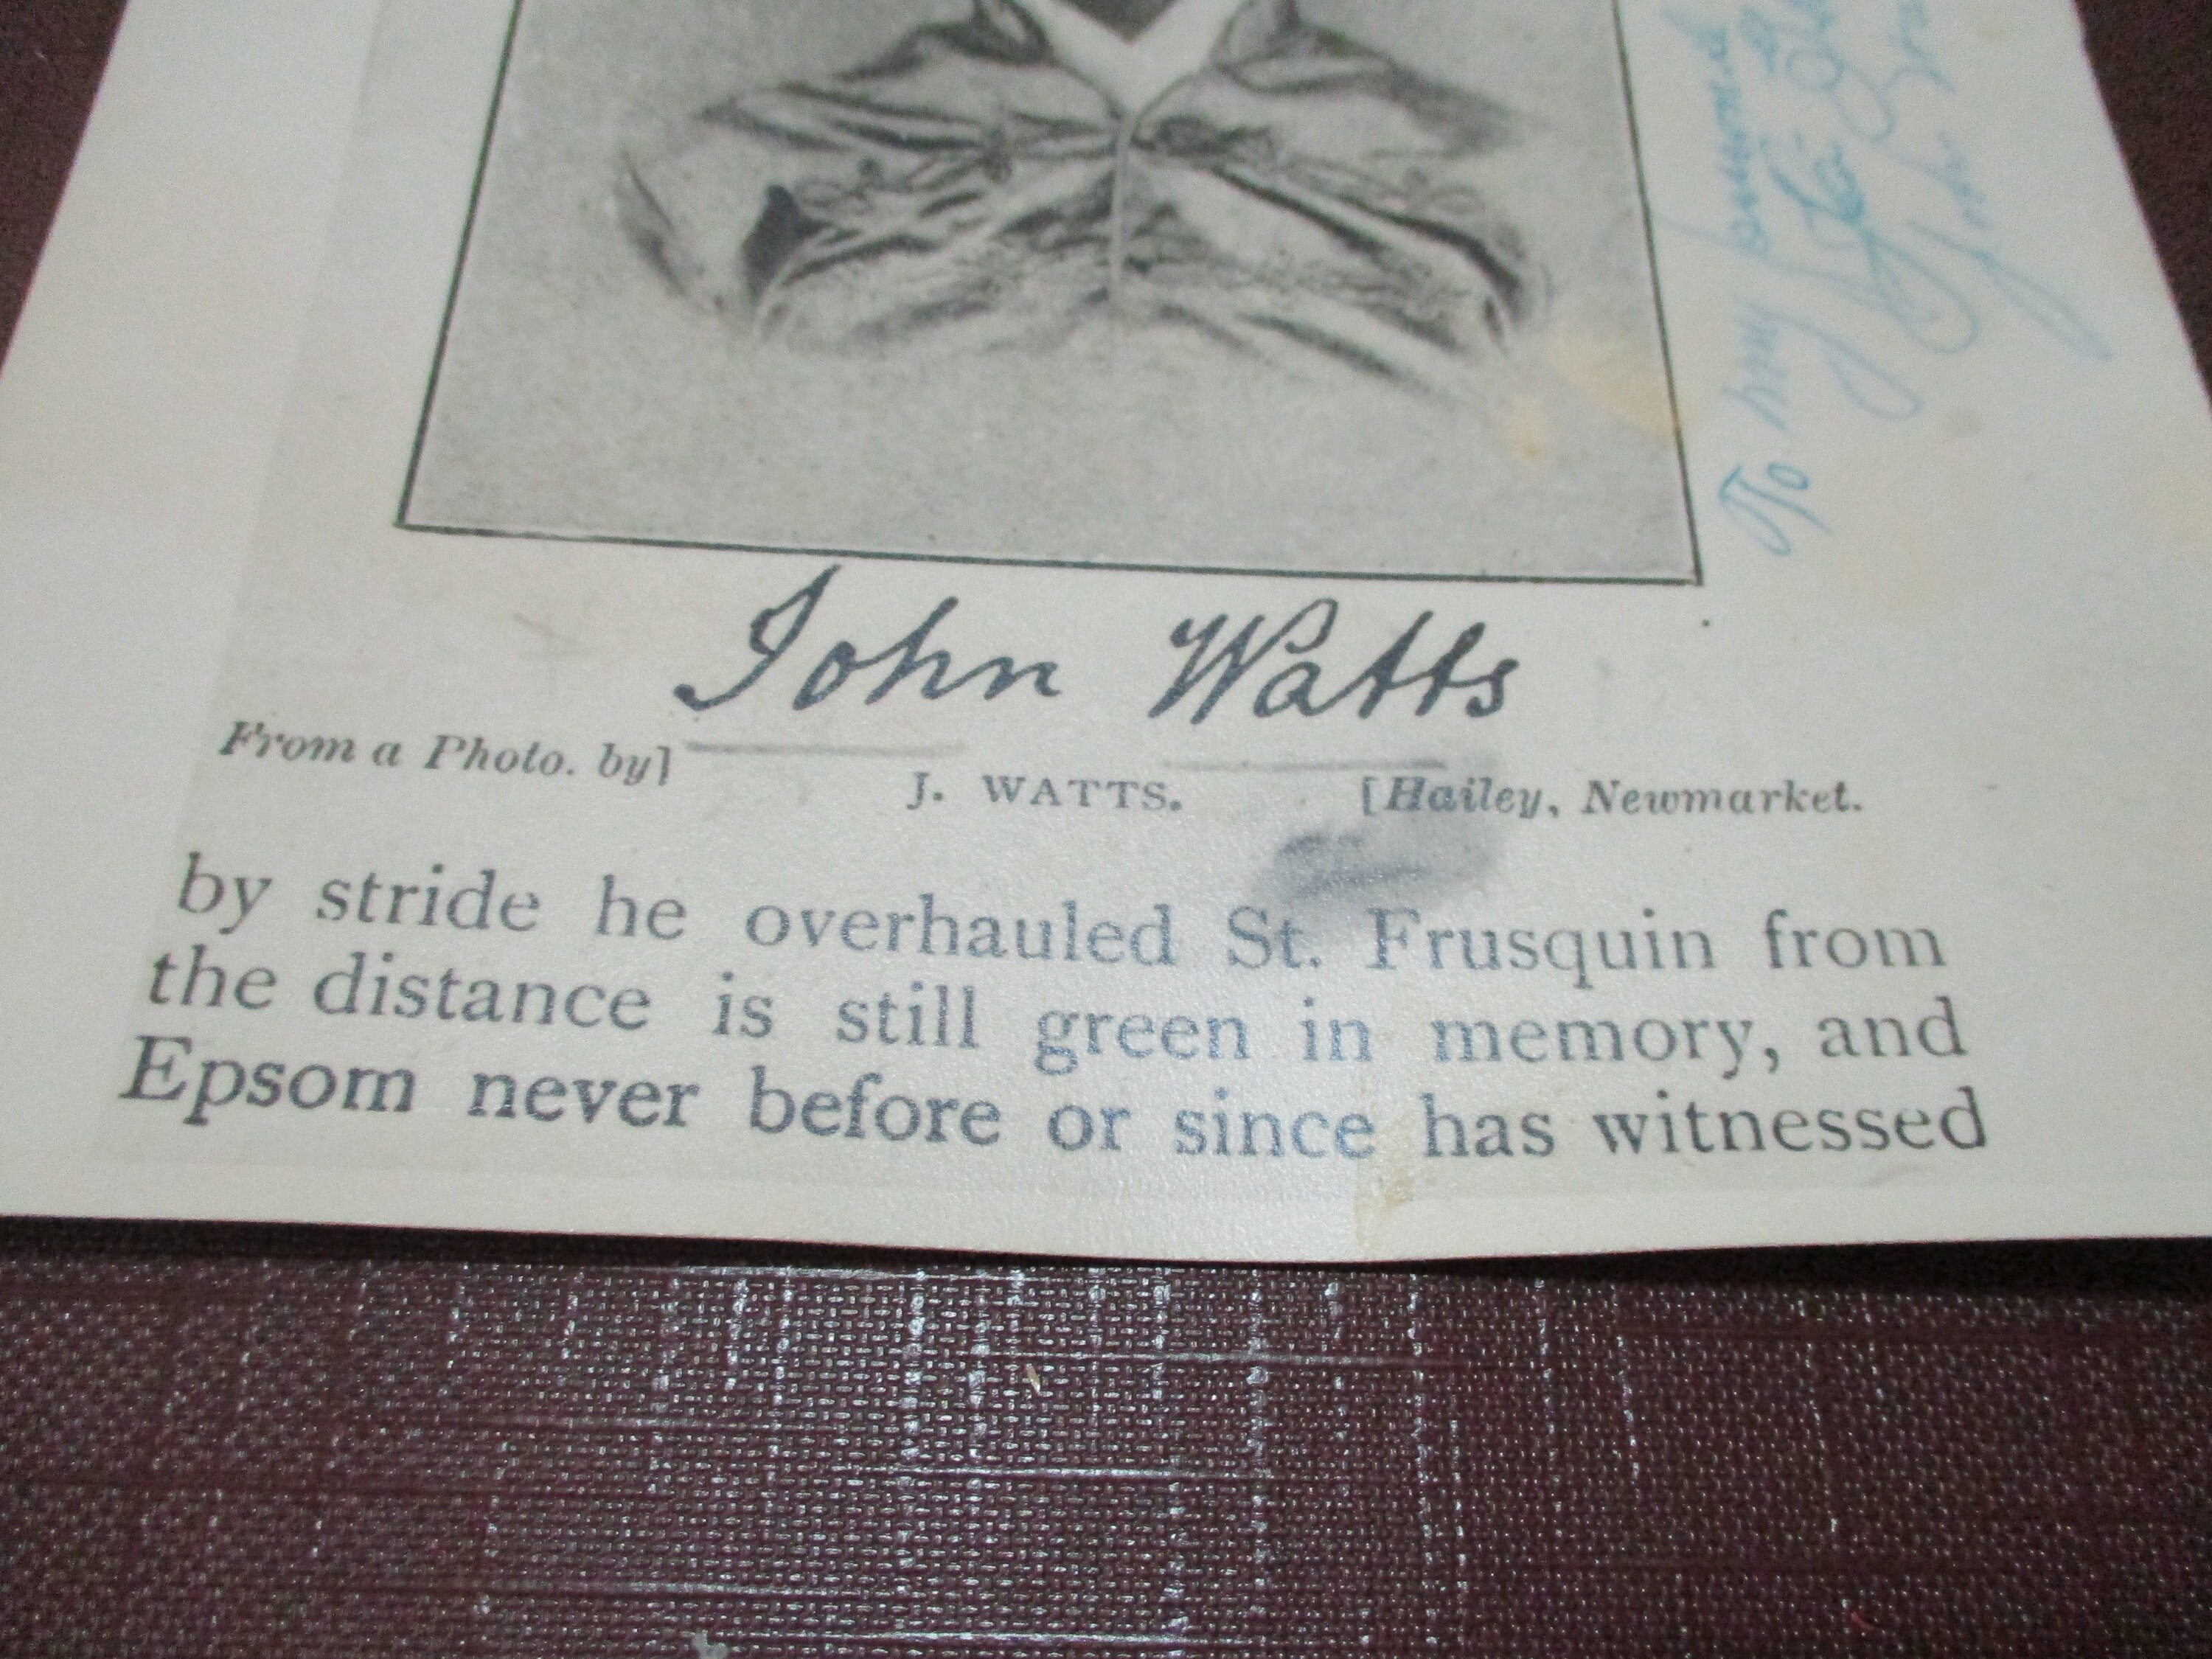 John Watts
From a Photo. by]
J. WATTS.
[Hailey, Newmarket.
by stride he overhauled St. Frusquin from
the distance is still green in memory, and
Epsom never before or since has witnessed
To my
John